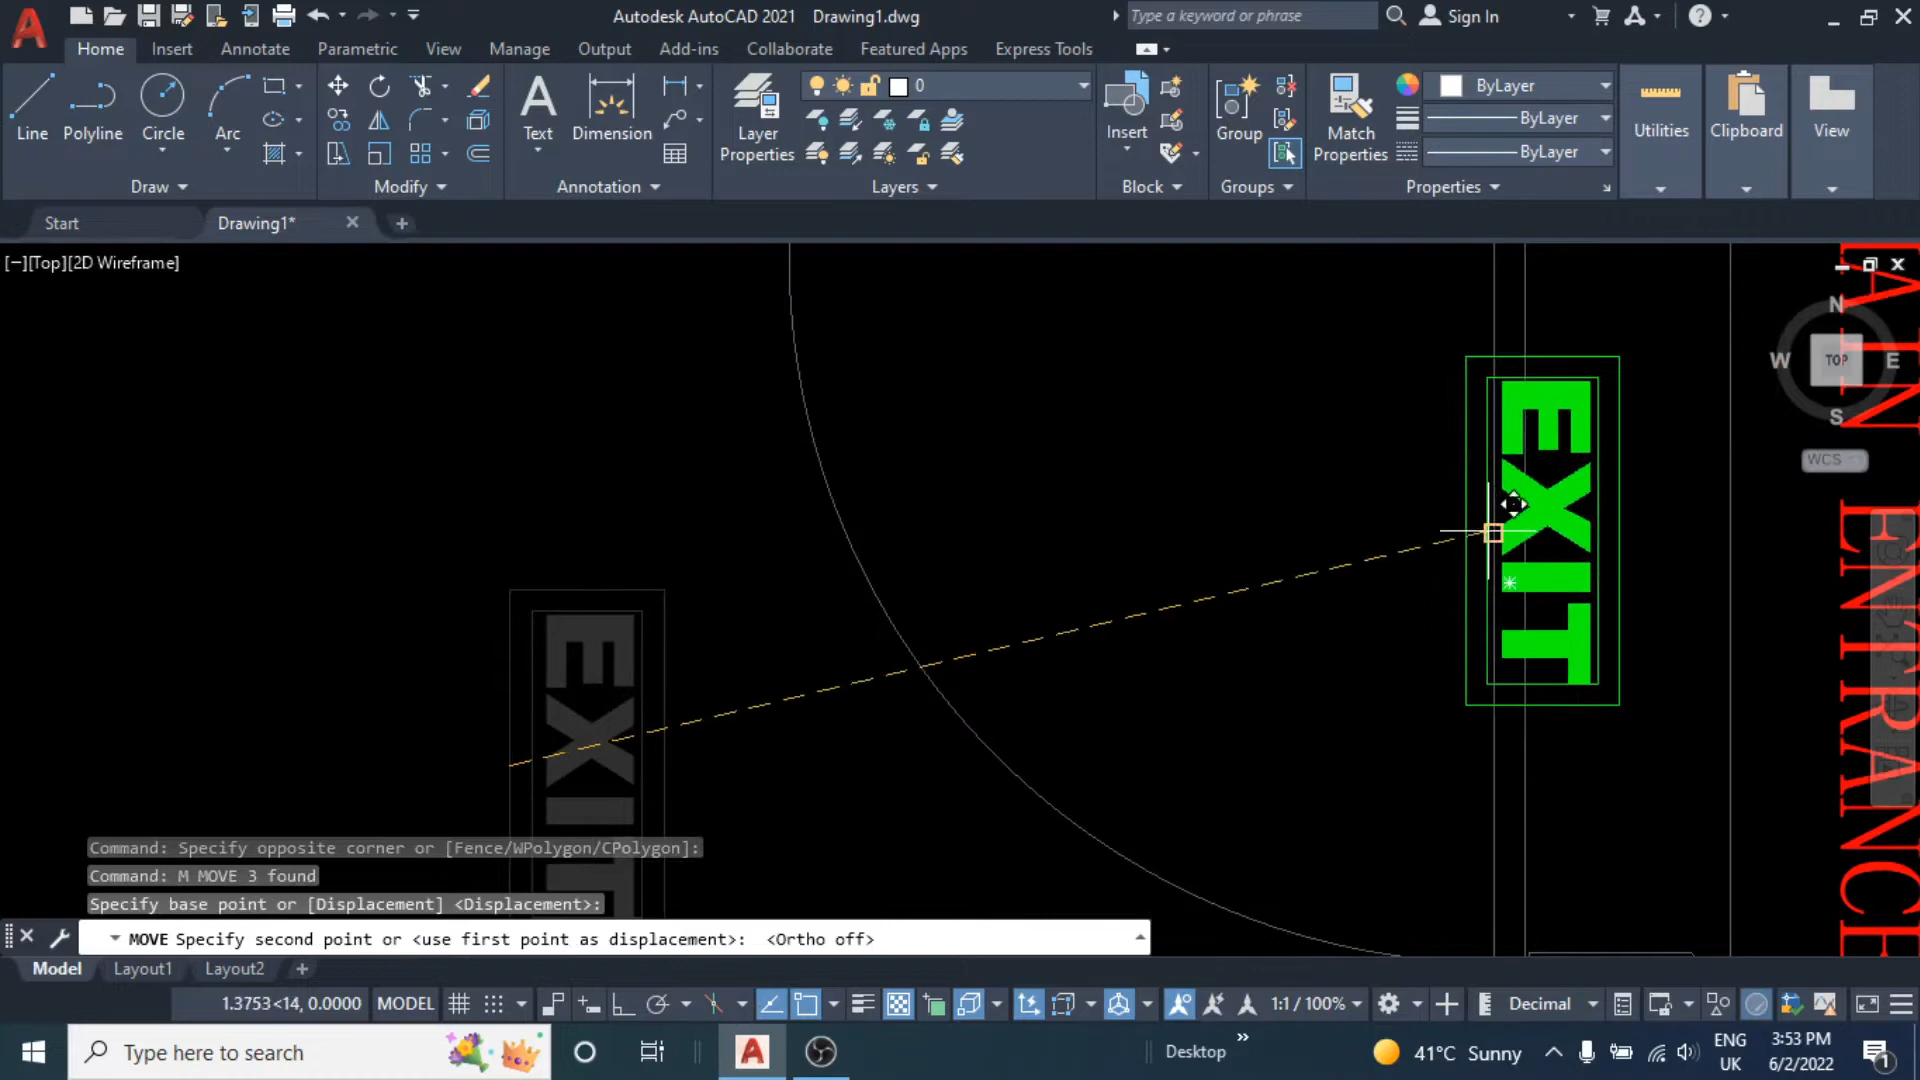 Autodesk AutoCAD 2021 Drawing1.dwg
Type a keyword or phrase
Sign In
Home Insert Annotate Parametric View Manage Output Add-ins Collaborate Featured Apps Express Tools
Line Polyline Circle Arc
Text Dimension
Layer Properties
0
Insert
Group
Match Properties
ByLayer
ByLayer
ByLayer
Utilities
Clipboard
View
Draw Modify Annotation Layers Block Groups Properties
Start
Drawing1*
[−][Top][2D Wireframe]
N
W TOP E
S
WCS
EXIT
EXIT
MAIN ENTRANCE
Command: Specify opposite corner or [Fence/WPolygon/CPolygon]:
Command: M MOVE 3 found
Specify base point or [Displacement] <Displacement>:
MOVE Specify second point or <use first point as displacement>: <Ortho off>
Model Layout1 Layout2
1.3753<14, 0.0000 MODEL
1:1 / 100%
Decimal
Type here to search
Desktop
41°C Sunny
ENG
UK
3:53 PM
6/2/2022
1